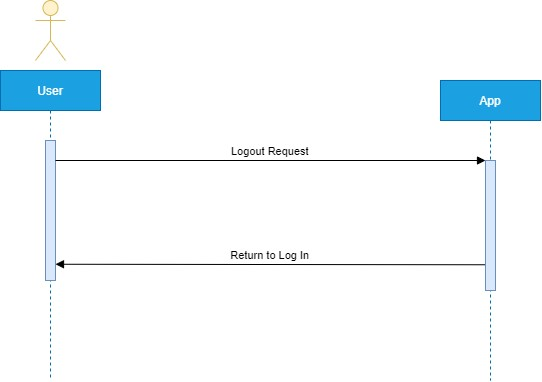 User
App
Logout Request
Return to Log In